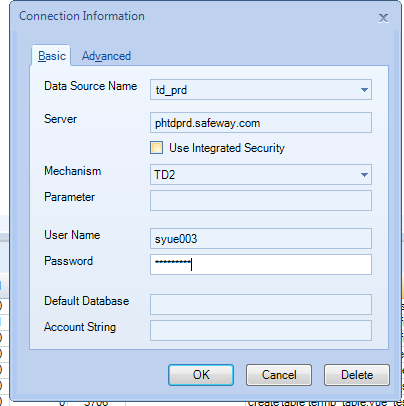 Connection Information
Basic Advanced
Data Source Name td_prd
Server phtdprd.safeway.com
Use Integrated Security
Mechanism TD2
Parameter
User Name syue003
Password *********
Default Database
Account String
OK Cancel Delete